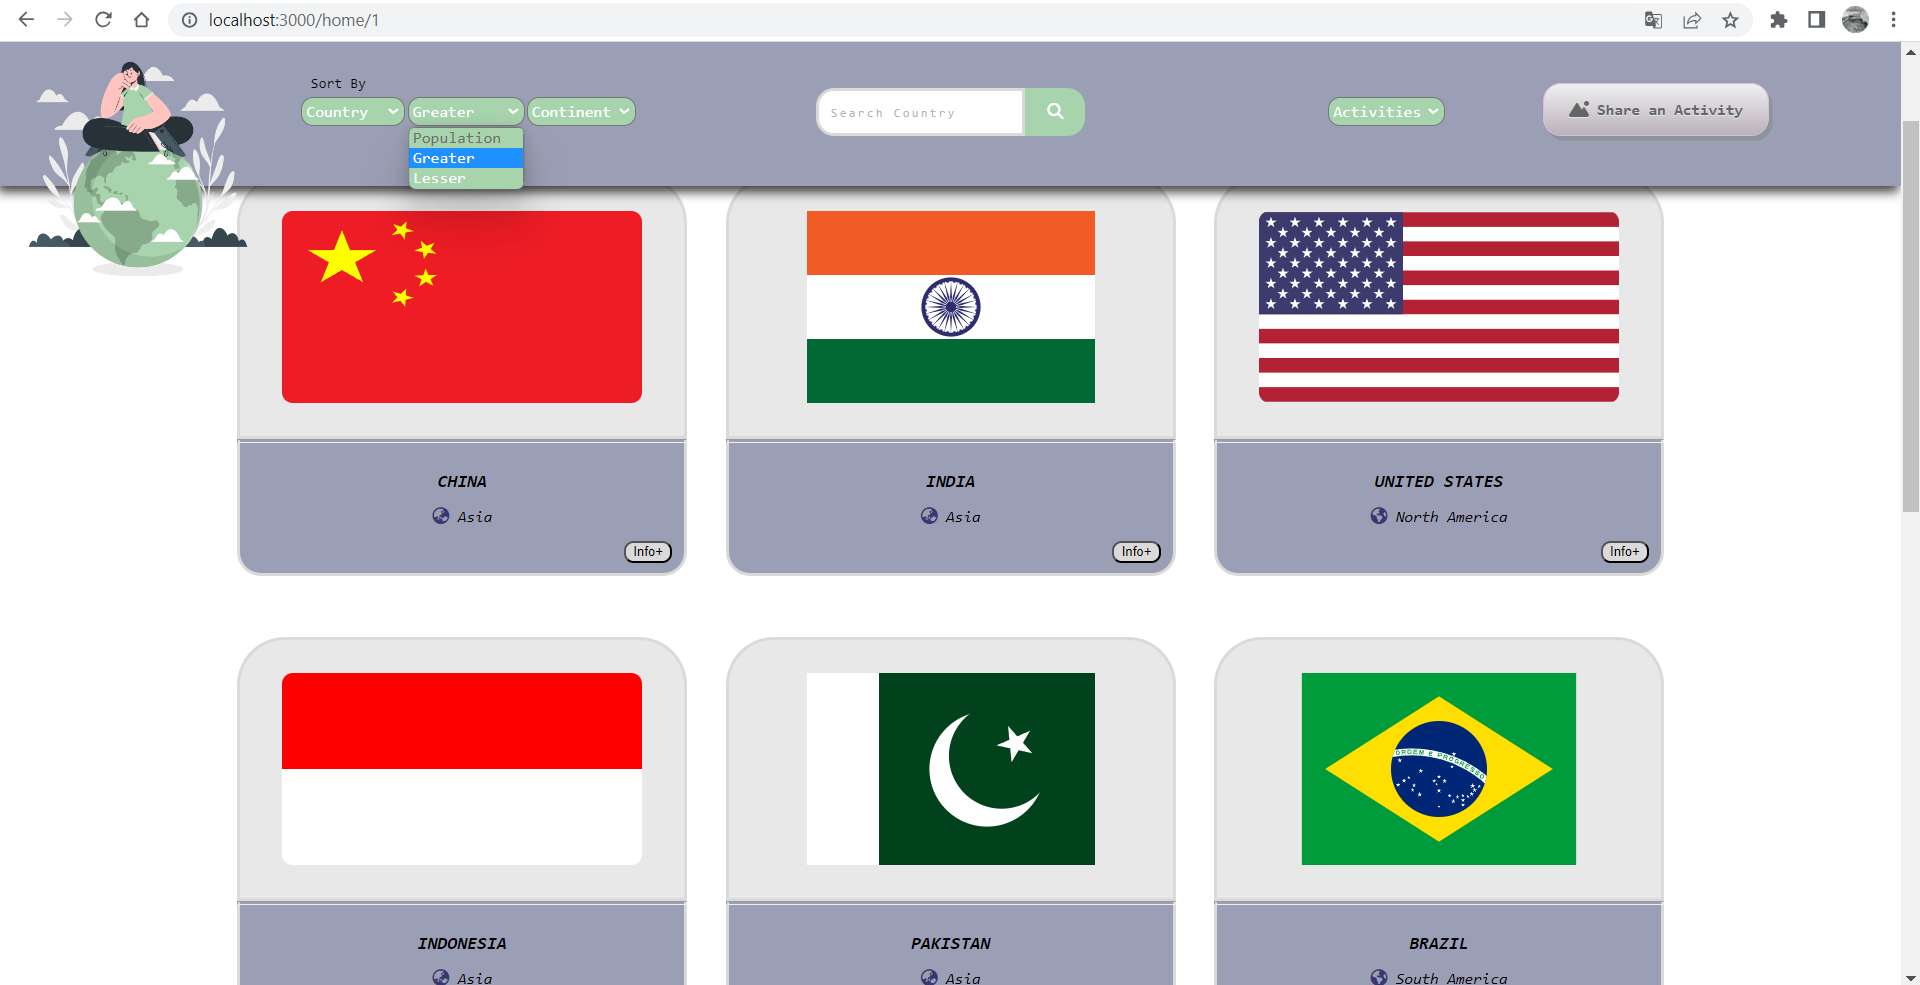 localhost:3000/home/1
Sort By
Country
Greater
Continent
Population
Greater
Lesser
Search Country
Activities
Share an Activity
CHINA
Asia
Info+
INDIA
Asia
Info+
UNITED STATES
North America
Info+
ORDEM E PROGRESSO
INDONESIA
Asia
PAKISTAN
Asia
BRAZIL
South America